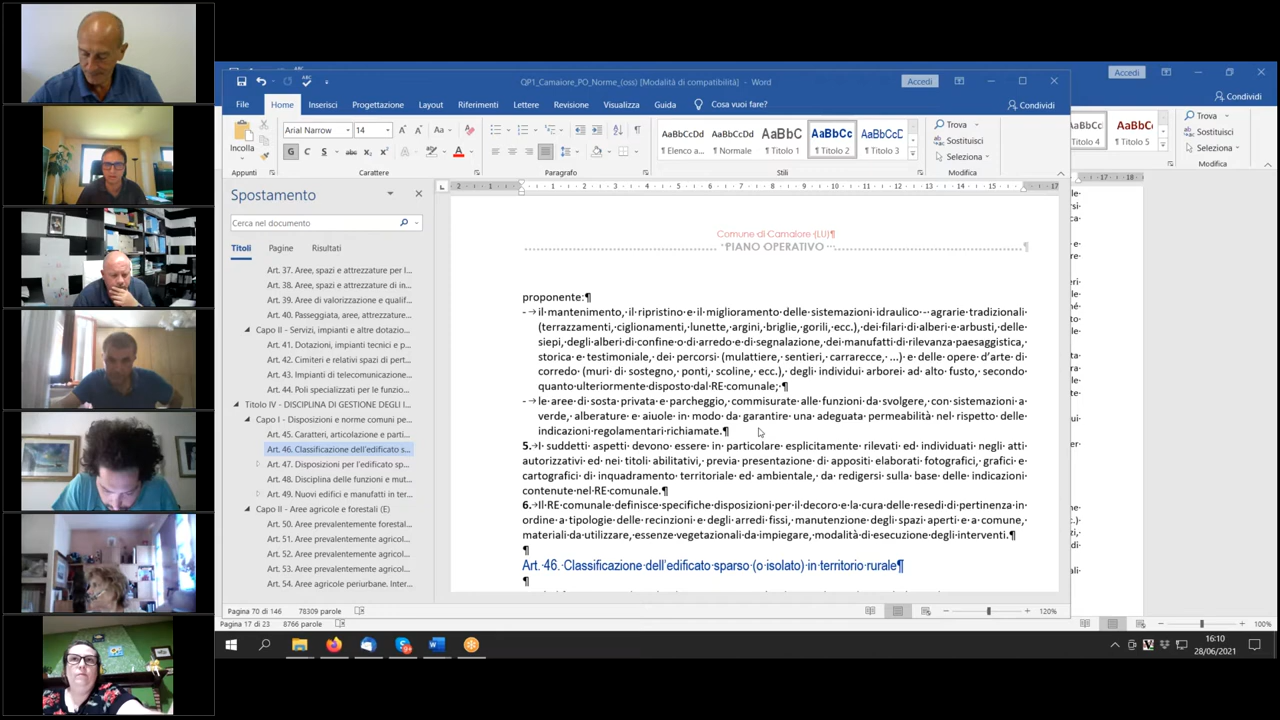 QP1_Camaiore_PO_Norme_(oss) [Modalità di compatibilità] - Word
Accedi
Accedi
File Home Inserisci Progettazione Layout Riferimenti Lettere Revisione Visualizza Guida Cosa vuoi fare?
Condividi
Condividi
Incolla
Arial Narrow 14
G C S abc x₂ x²
AaBbCcDd AaBbCcDd AaBbC AaBbCc AaBbCcD
¶ Elenco a... ¶ Normale Titolo 1 ¶ Titolo 2 ¶ Titolo 3
Trova
Sostituisci
Seleziona
AaBbCc AaBbCc
Titolo 4 ¶ Titolo 5
Trova
Sostituisci
Seleziona
Appunti Carattere Paragrafo Stili Modifica
Modifica
Spostamento
Cerca nel documento
Titoli Pagine Risultati
Art. 37. Aree, spazi e attrezzature per l...
Art. 38. Aree, spazi e attrezzature di in...
Art. 39. Aree di valorizzazione e qualif...
Art. 40. Passeggiata, aree, attrezzature...
Capo II - Servizi, impianti e altre dotazio...
Art. 41. Dotazioni, impianti tecnici e p...
Art. 42. Cimiteri e relativi spazi di pert...
Art. 43. Impianti di telecomunicazione...
Art. 44. Poli specializzati per le funzio...
Titolo IV – DISCIPLINA DI GESTIONE DEGLI I...
Capo I - Disposizioni e norme comuni pe...
Art. 45. Caratteri, articolazione e parti...
Art. 46. Classificazione dell'edificato s...
Art. 47. Disposizioni per l'edificato sp...
Art. 48. Disciplina delle funzioni e mut...
Art. 49. Nuovi edifici e manufatti in ter...
Capo II - Aree agricole e forestali (E)
Art. 50. Aree prevalentemente forestal...
Art. 51. Aree prevalentemente agricol...
Art. 52. Aree prevalentemente agricol...
Art. 53. Aree prevalentemente agricol...
Art. 54. Aree agricole periurbane. Inter...
Comune di Camaiore (LU)¶
PIANO OPERATIVO
proponente:¶
- il mantenimento, il ripristino e il miglioramento delle sistemazioni idraulico - agrarie tradizionali
(terrazzamenti, ciglionamenti, lunette, argini, briglie, gorili, ecc.), dei filari di alberi e arbusti, delle
siepi, degli alberi di confine o di arredo e di segnalazione, dei manufatti di rilevanza paesaggistica,
storica e testimoniale, dei percorsi (mulattiere, sentieri, carrarecce, ...) e delle opere d'arte di
corredo (muri di sostegno, ponti, scoline, ecc.), degli individui arborei ad alto fusto, secondo
quanto ulteriormente disposto dal RE comunale; ¶
- le aree di sosta privata e parcheggio, commisurate alle funzioni da svolgere, con sistemazioni a
verde, alberature e aiuole in modo da garantire una adeguata permeabilità nel rispetto delle
indicazioni regolamentari richiamate.¶
5. I suddetti aspetti devono essere in particolare esplicitamente rilevati ed individuati negli atti
autorizzativi ed nei titoli abilitativi, previa presentazione di appositi elaborati fotografici, grafici e
cartografici di inquadramento territoriale ed ambientale, da redigersi sulla base delle indicazioni
contenute nel RE comunale.¶
6. Il RE comunale definisce specifiche disposizioni per il decoro e la cura delle resedi di pertinenza in
ordine a tipologie delle recinzioni e degli arredi fissi, manutenzione degli spazi aperti e a comune,
materiali da utilizzare, essenze vegetazionali da impiegare, modalità di esecuzione degli interventi.¶
¶
Art. 46. Classificazione dell'edificato sparso (o isolato) in territorio rurale¶
¶
Pagina 70 di 146 78309 parole 120%
Pagina 17 di 23 8766 parole 100%
16:10
28/06/2021